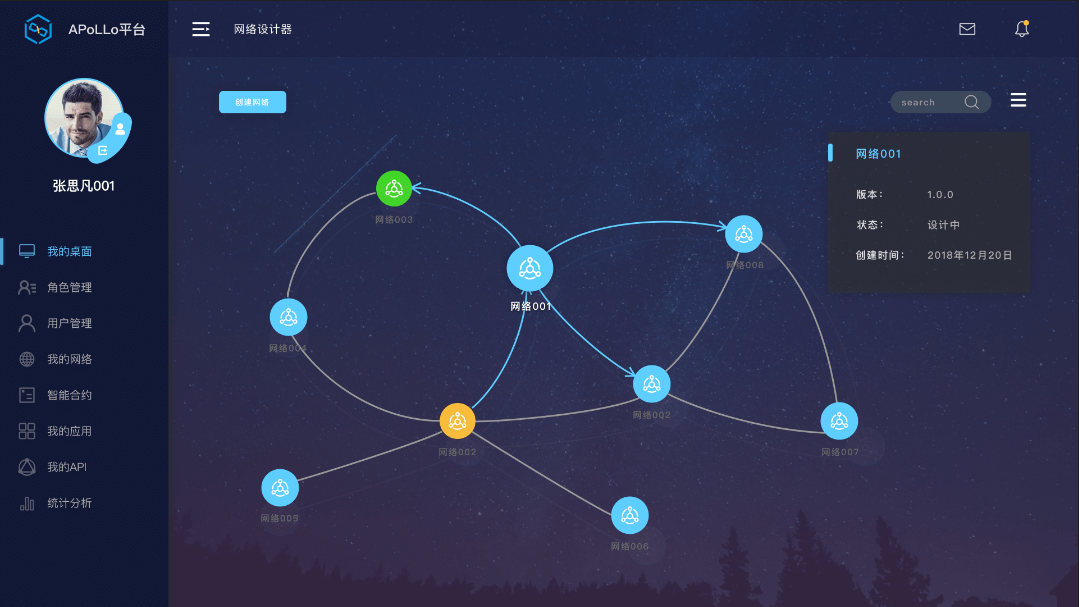 APoLLo平台
网络设计器
张思凡001
我的桌面
角色管理
用户管理
我的网络
智能合约
我的应用
我的API
统计分析
创建网络
search
网络001
版本： 1.0.0
状态： 设计中
创建时间： 2018年12月20日
网络003
网络008
网络001
网络004
网络002
网络002
网络007
网络005
网络006